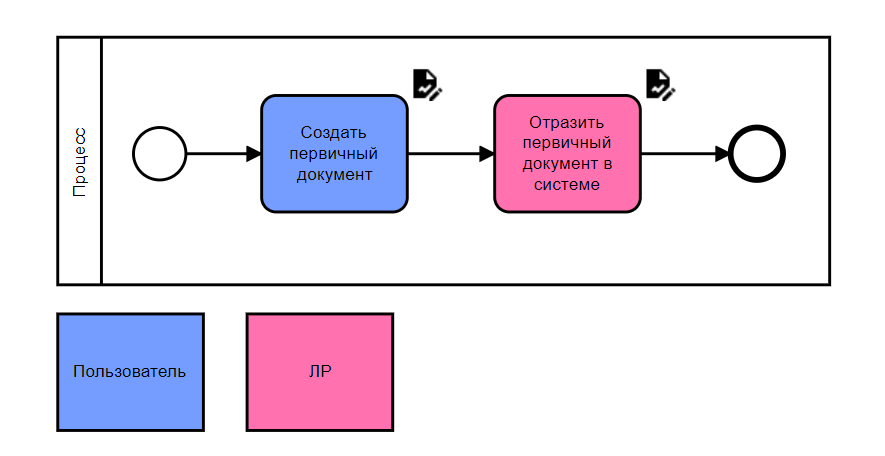 Процесс
Создать
первичный
документ
Отразить
первичный
документ в
системе
Пользователь
ЛР